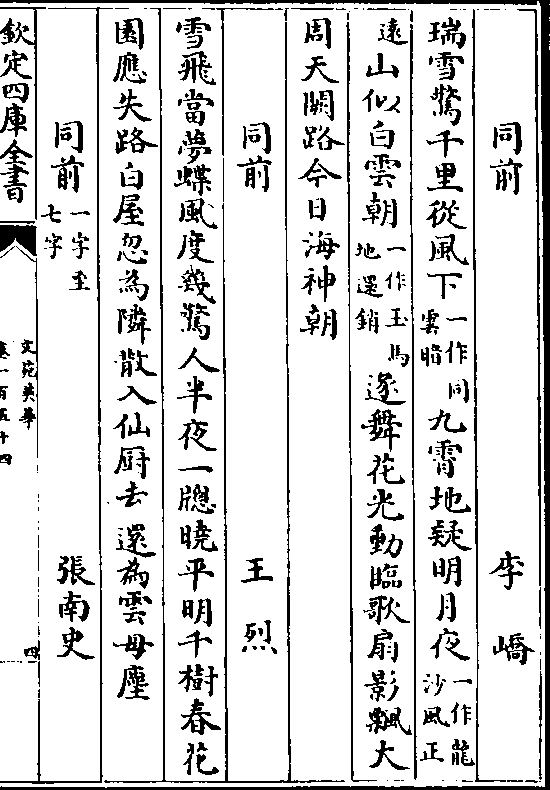 同前 李嶠
瑞雪驚千里從風下一作同雲暗九霄地疑明月夜一作龍沙風正
遠山似白雲朝一作玉馬地還銷逐舞花光動臨歌扇影飄大
周天闕路今日海神朝
同前 王烈
雪飛當夢蝶風度幾驚人半夜一牕曉平明千樹春花
園應失路白屋忽為隣散入仙厨去還為雲母塵
同前一字至七字 張南史
欽定四庫全書 文苑英華 卷一百五十四 四